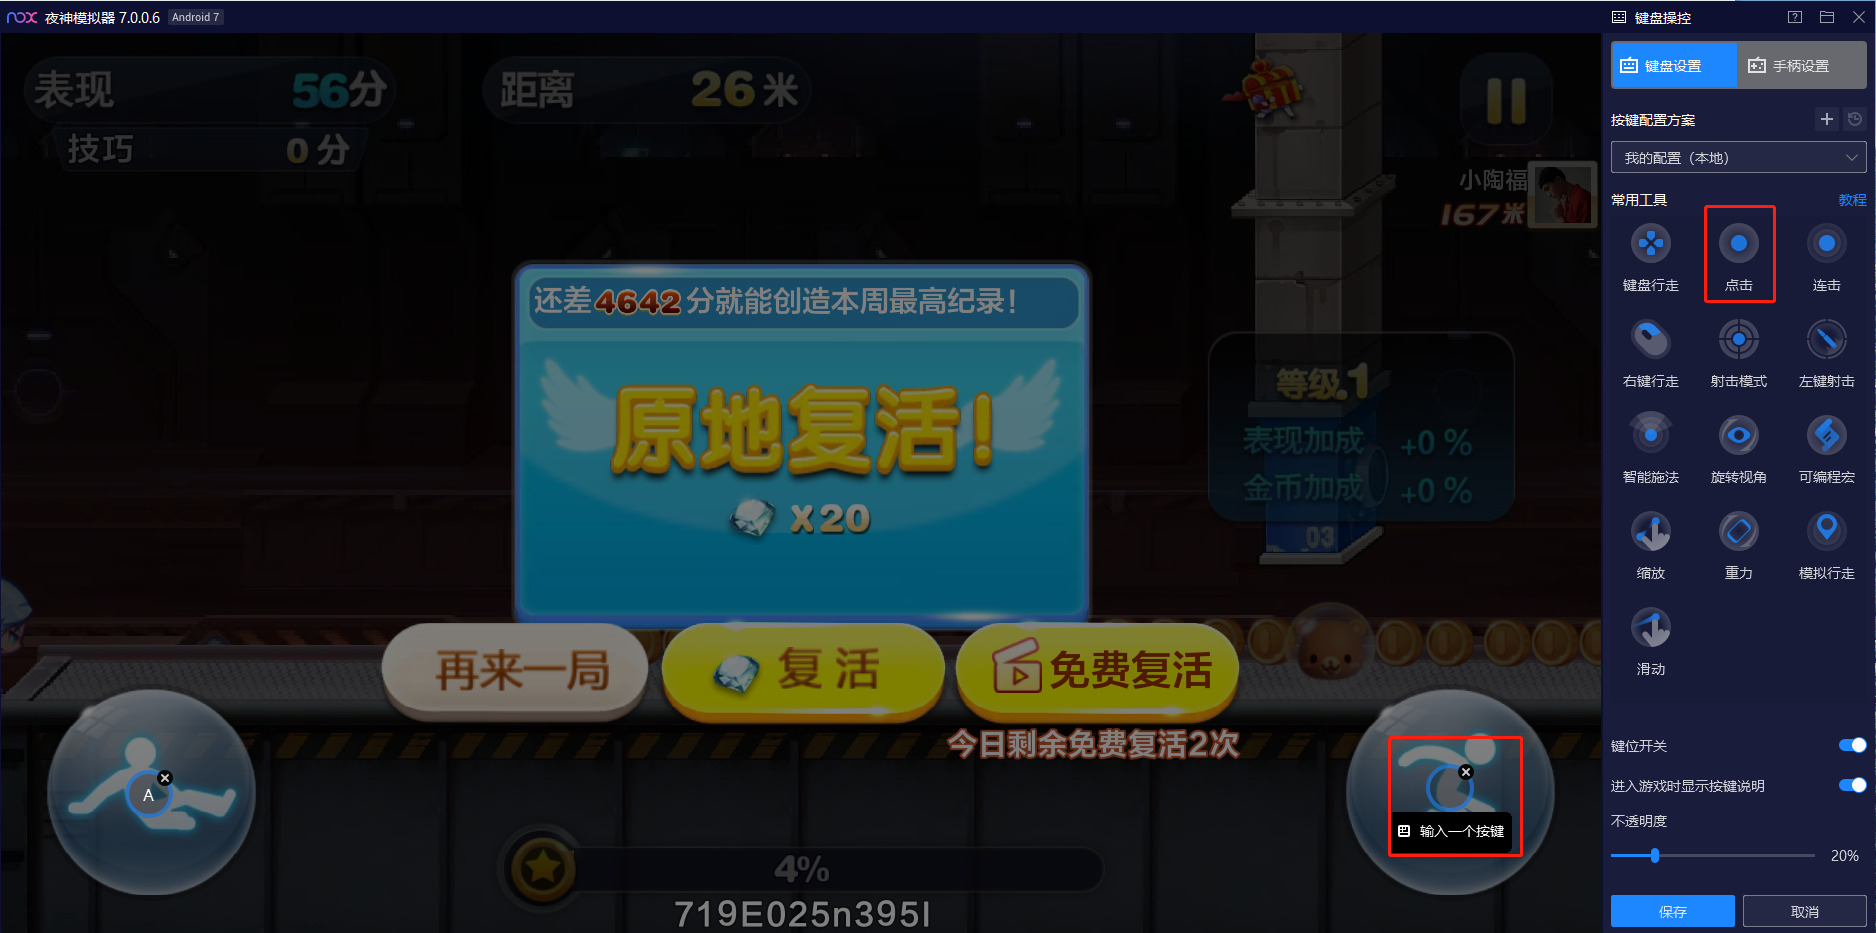 nox 夜神模拟器 7.0.0.6 Android 7
键盘操控
表现 56分
技巧 0分
距离 26米
小陶福
167米
还差4642分就能创造本周最高纪录!
原地复活!
X20
等级.1
表现加成 +0 %
金币加成 +0 %
03
再来一局
复活
免费复活
今日剩余免费复活2次
A
输入一个按键
4%
719E025n395l
键盘设置
手柄设置
按键配置方案
我的配置（本地）
常用工具 教程
键盘行走 点击 连击
右键行走 射击模式 左键射击
智能施法 旋转视角 可编程宏
缩放 重力 模拟行走
滑动
键位开关
进入游戏时显示按键说明
不透明度
20%
保存 取消